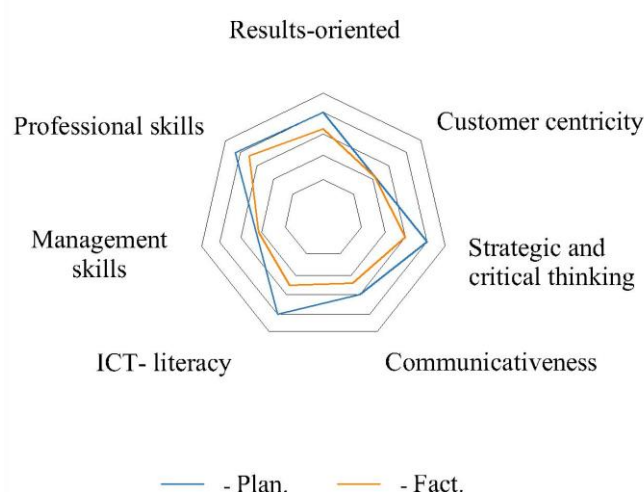 Results-oriented
Professional skills
Customer centricity
Management
skills
Strategic and
critical thinking
ICT- literacy
Communicativeness
- Plan.
- Fact.